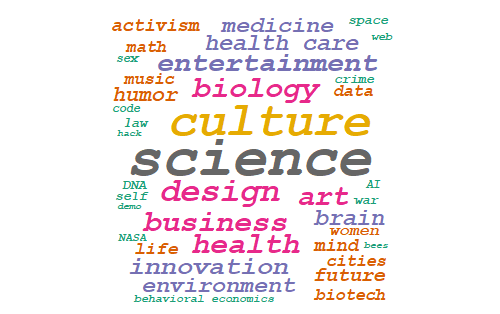 activism medicine space
math health care web
sex entertainment
music biology crime
humor data
code culture
law
hack science
DNA design art AI
self war
demo business brain
NASA health women
life mind bees
innovation cities
environment future
behavioral economics biotech